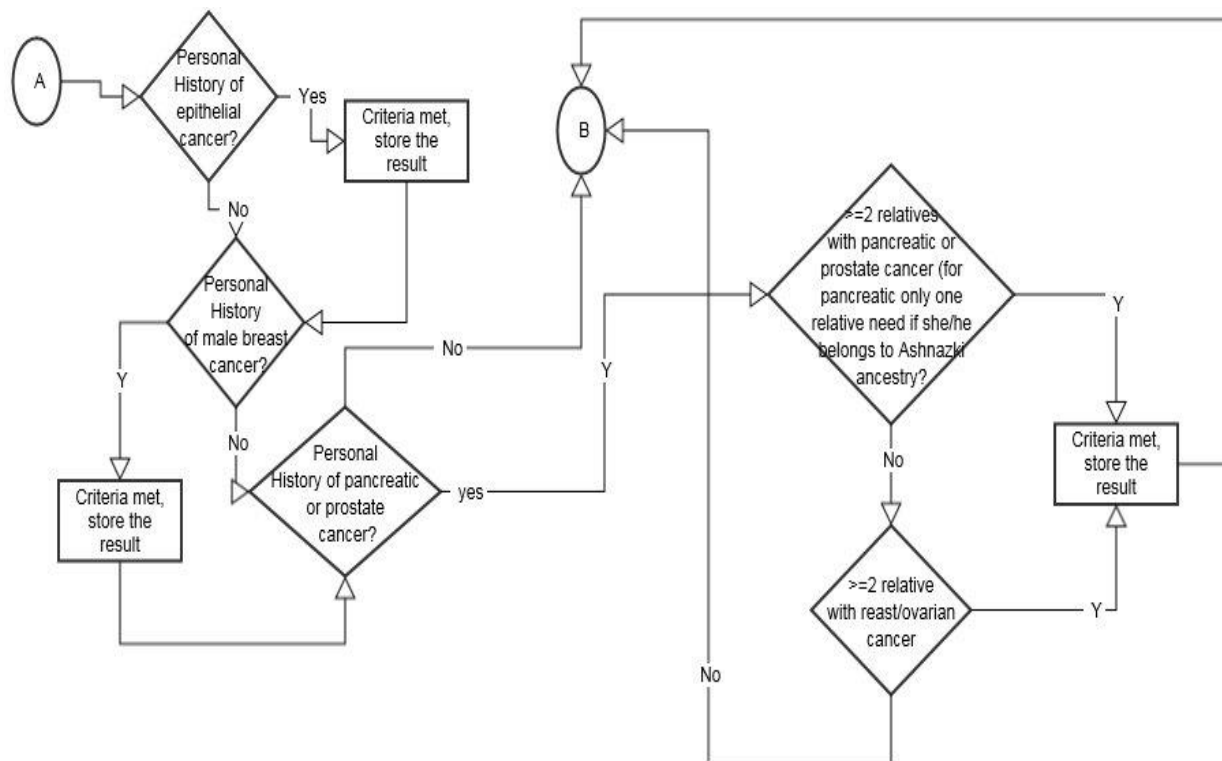 A
Personal
History of
epithelial
cancer?
Yes
Criteria met,
store the
result
No
Personal
History
of male breast
cancer?
Y
Criteria met,
store the
result
No
Personal
History of pancreatic
or prostate
cancer?
No
yes
Y
B
>=2 relatives
with pancreatic or
prostate cancer (for
pancreatic only one
relative need if she/he
belongs to Ashnazki
ancestry?
Y
Criteria met,
store the
result
No
>=2 relative
with reast/ovarian
cancer
Y
No